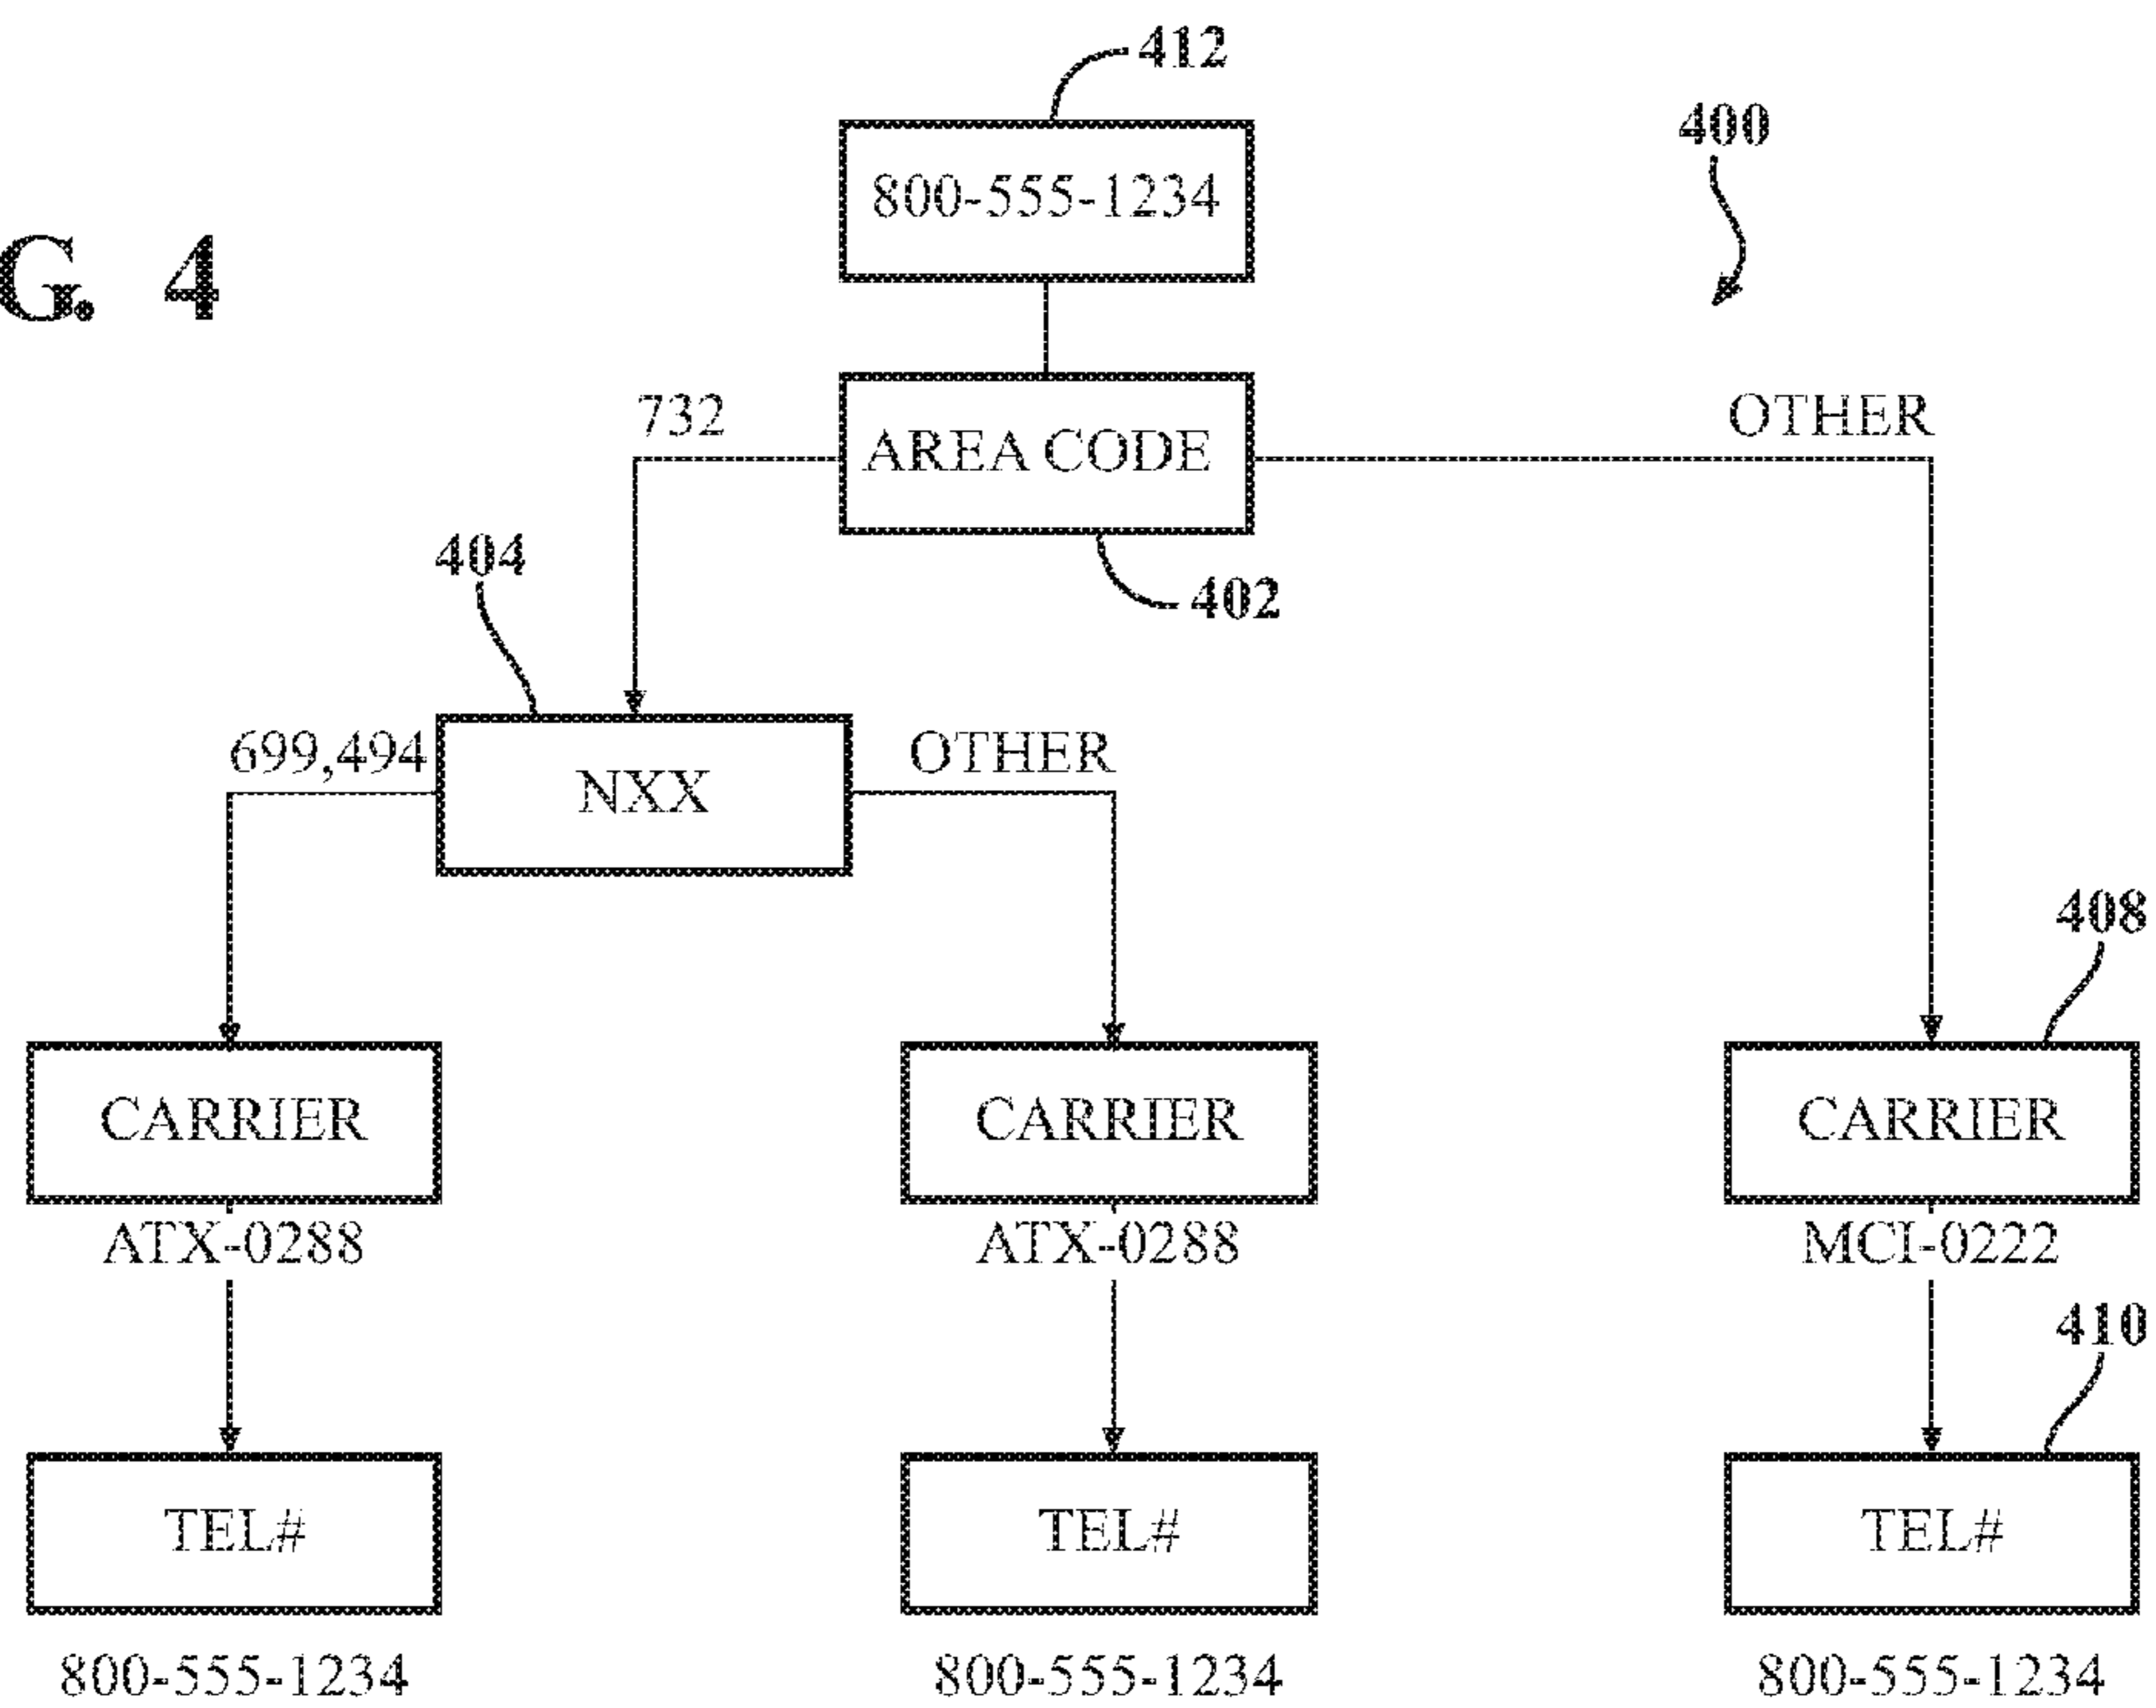 412
400
800-555-1234
G. 4
732
AREA CODE
OTHER
404
402
699,494
NXX
OTHER
408
CARRIER
CARRIER
CARRIER
ATX-0288
ATX-0288
MCI-0222
410
TEL#
TEL#
TEL#
800-555-1234
800-555-1234
800-555-1234